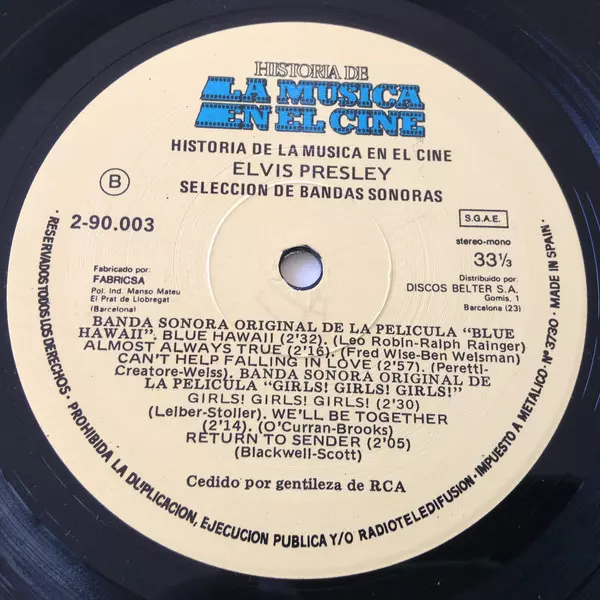 HISTORIA DE
LA MUSICA
EN EL CINE
HISTORIA DE LA MUSICA EN EL CINE
ELVIS PRESLEY
SELECCION DE BANDAS SONORAS
B
S.G.A.E.
2-90.003
stereo-mono
33⅓
Fabricado por:
FABRICSA
Pol. Ind. Manso Mateu
El Prat de Llobregat
(Barcelona)
Distribuido por:
DISCOS BELTER S.A.
Gomis, 1
Barcelona (23)
BANDA SONORA ORIGINAL DE LA PELICULA "BLUE
HAWAII". BLUE HAWAII (2'32). (Leo Robin-Ralph Rainger)
ALMOST ALWAYS TRUE (2'16). (Fred Wise-Ben Weisman)
CAN'T HELP FALLING IN LOVE (2'57). (Peretti-
Creatore-Weiss). BANDA SONORA ORIGINAL DE
LA PELICULA "GIRLS! GIRLS! GIRLS!"
GIRLS! GIRLS! GIRLS! (2'30)
(Leiber-Stoller). WE'LL BE TOGETHER
(2'14). (O'Curran-Brooks)
RETURN TO SENDER (2'05)
(Blackwell-Scott)
Cedido por gentileza de RCA
· RESERVADOS TODOS LOS DERECHOS· PROHIBIDA LA DUPLICACION, EJECUCION PUBLICA Y/O RADIOTELEDIFUSION· IMPUESTO A METALICO· Nº 3730 · MADE IN SPAIN ·